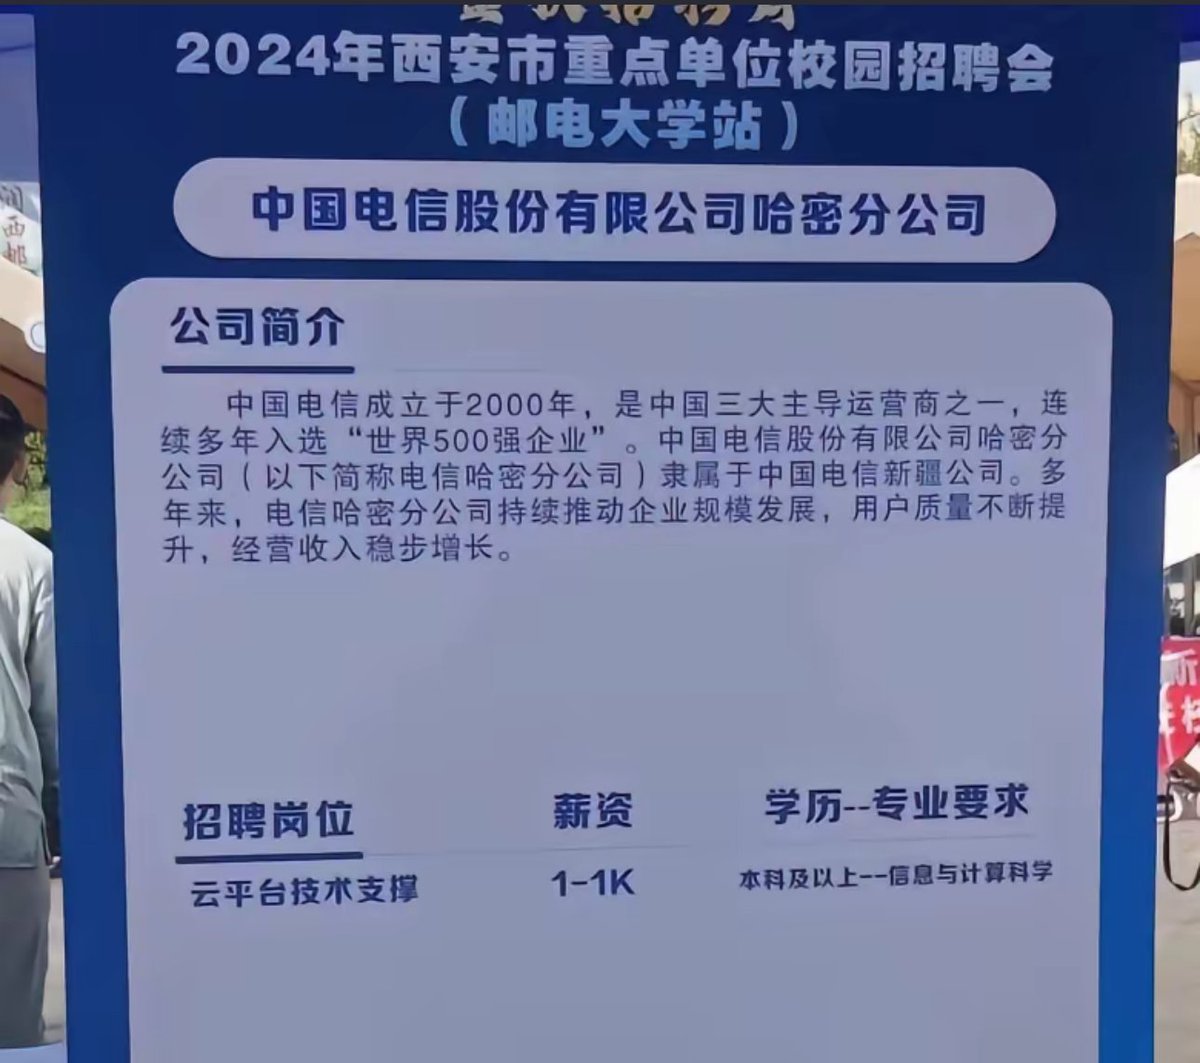 2024年西安市重点单位校园招聘会
（邮电大学站）
中国电信股份有限公司哈密分公司
公司简介
中国电信成立于2000年，是中国三大主导运营商之一，连
续多年入选“世界500强企业”。中国电信股份有限公司哈密分
公司（以下简称电信哈密分公司）隶属于中国电信新疆公司。多
年来，电信哈密分公司持续推动企业规模发展，用户质量不断提
升，经营收入稳步增长。
招聘岗位 薪资 学历--专业要求
云平台技术支撑 1-1K 本科及以上--信息与计算科学